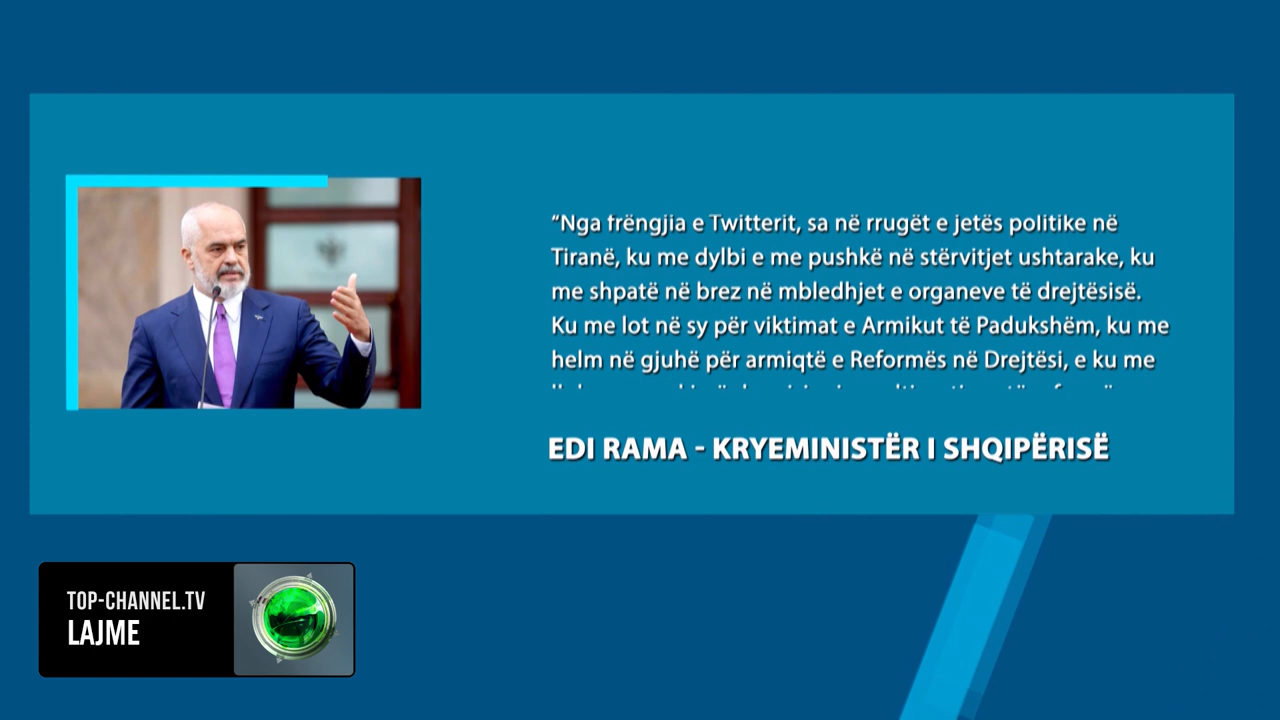 “Nga frëngjia e Twitterit, sa në rrugët e jetës politike në
Tiranë, ku me dylbi e me pushkë në stërvitjet ushtarake, ku
me shpatë në brez në mbledhjet e organeve të drejtësisë.
Ku me lot në sy për viktimat e Armikut të Padukshëm, ku me
helm në gjuhë për armiqtë e Reformës në Drejtësi, e ku me
EDI RAMA - KRYEMINISTËR I SHQIPËRISË
TOP-CHANNEL.TV
LAJME